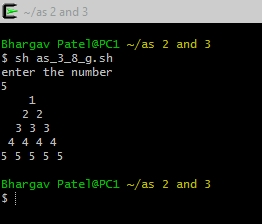 ~/as 2 and 3
Bhargav Patel@PC1 ~/as 2 and 3
$ sh as_3_8_g.sh
enter the number
5
1
2 2
3 3 3
4 4 4 4
5 5 5 5 5
Bhargav Patel@PC1 ~/as 2 and 3
$